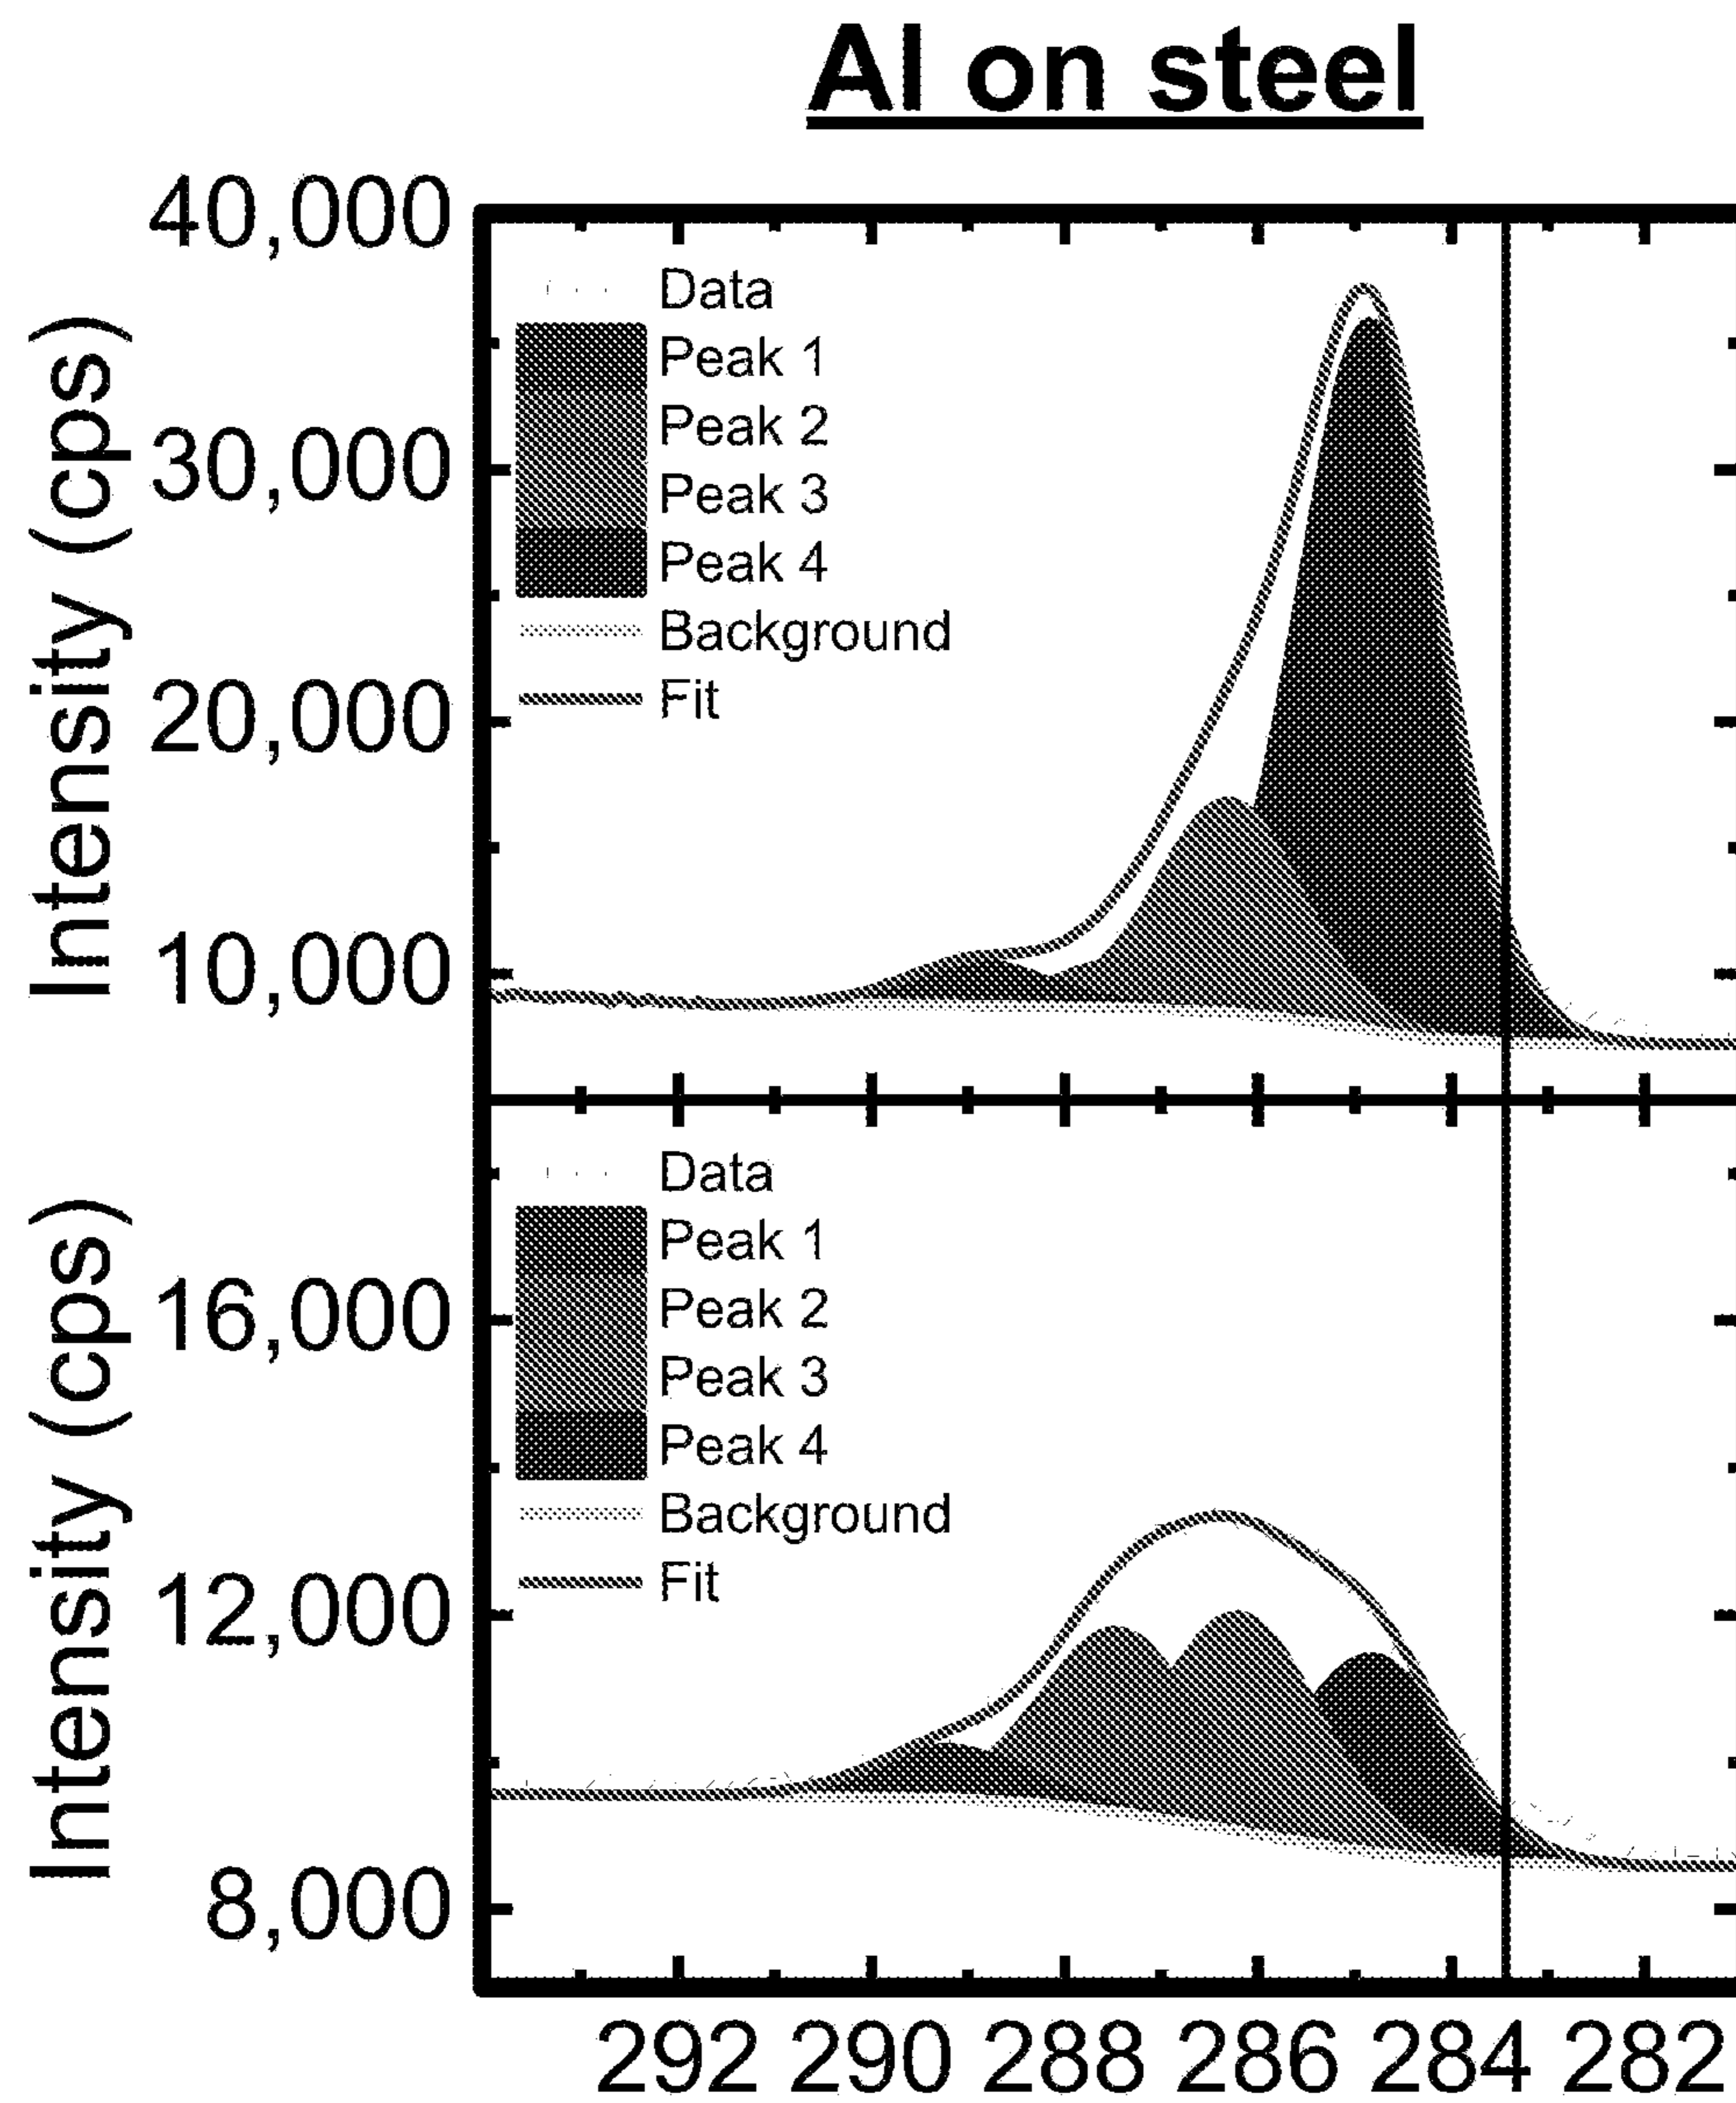 Al on steel
Intensity (cps)
40,000
30,000
20,000
10,000
Data
Peak 1
Peak 2
Peak 3
Peak 4
Background
Fit
Intensity (cps)
16,000
12,000
8,000
Data
Peak 1
Peak 2
Peak 3
Peak 4
Background
Fit
292 290 288 286 284 282